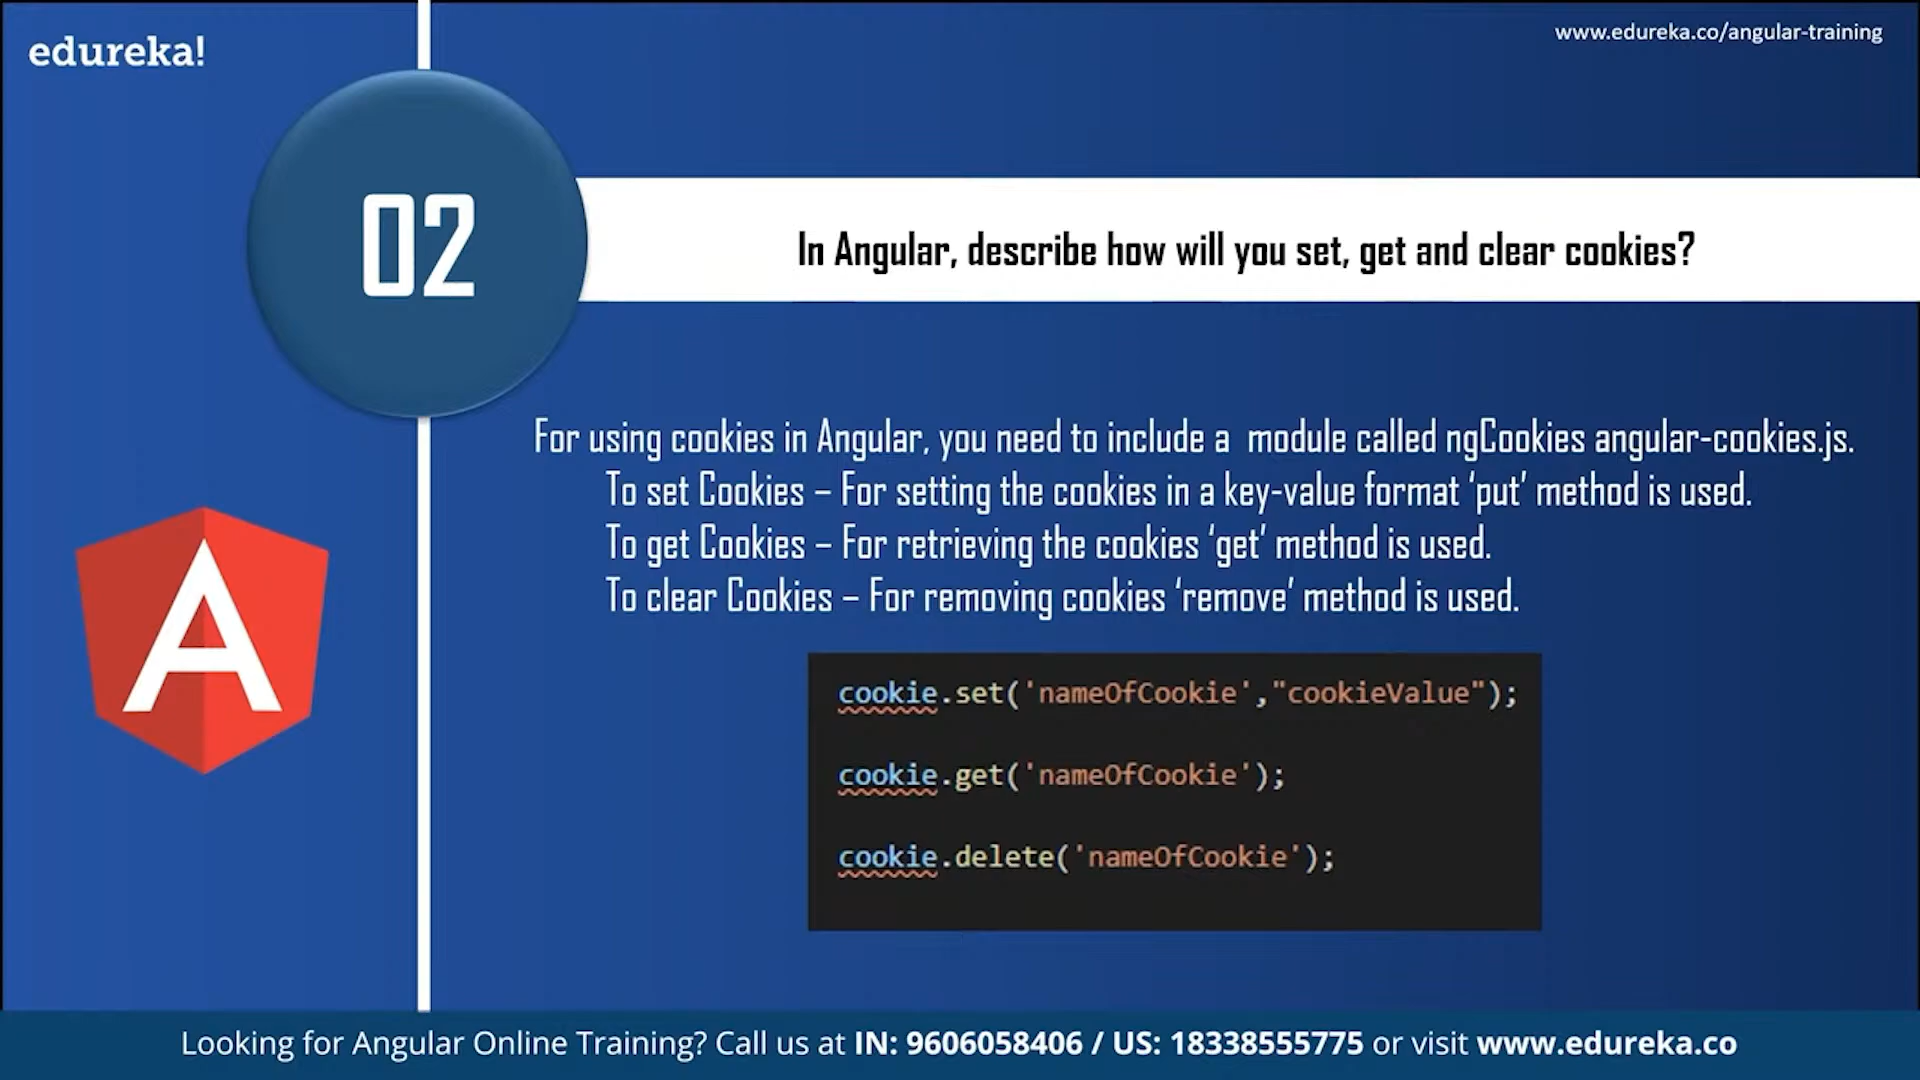 edureka!
www.edureka.co/angular-training
02
In Angular, describe how will you set, get and clear cookies?
For using cookies in Angular, you need to include a module called ngCookies angular-cookies.js.
To set Cookies – For setting the cookies in a key-value format ‘put’ method is used.
To get Cookies – For retrieving the cookies ‘get’ method is used.
To clear Cookies – For removing cookies ‘remove’ method is used.
cookie.set('nameOfCookie',"cookieValue");
cookie.get('nameOfCookie');
cookie.delete('nameOfCookie');
Looking for Angular Online Training? Call us at IN: 9606058406 / US: 18338555775 or visit www.edureka.co